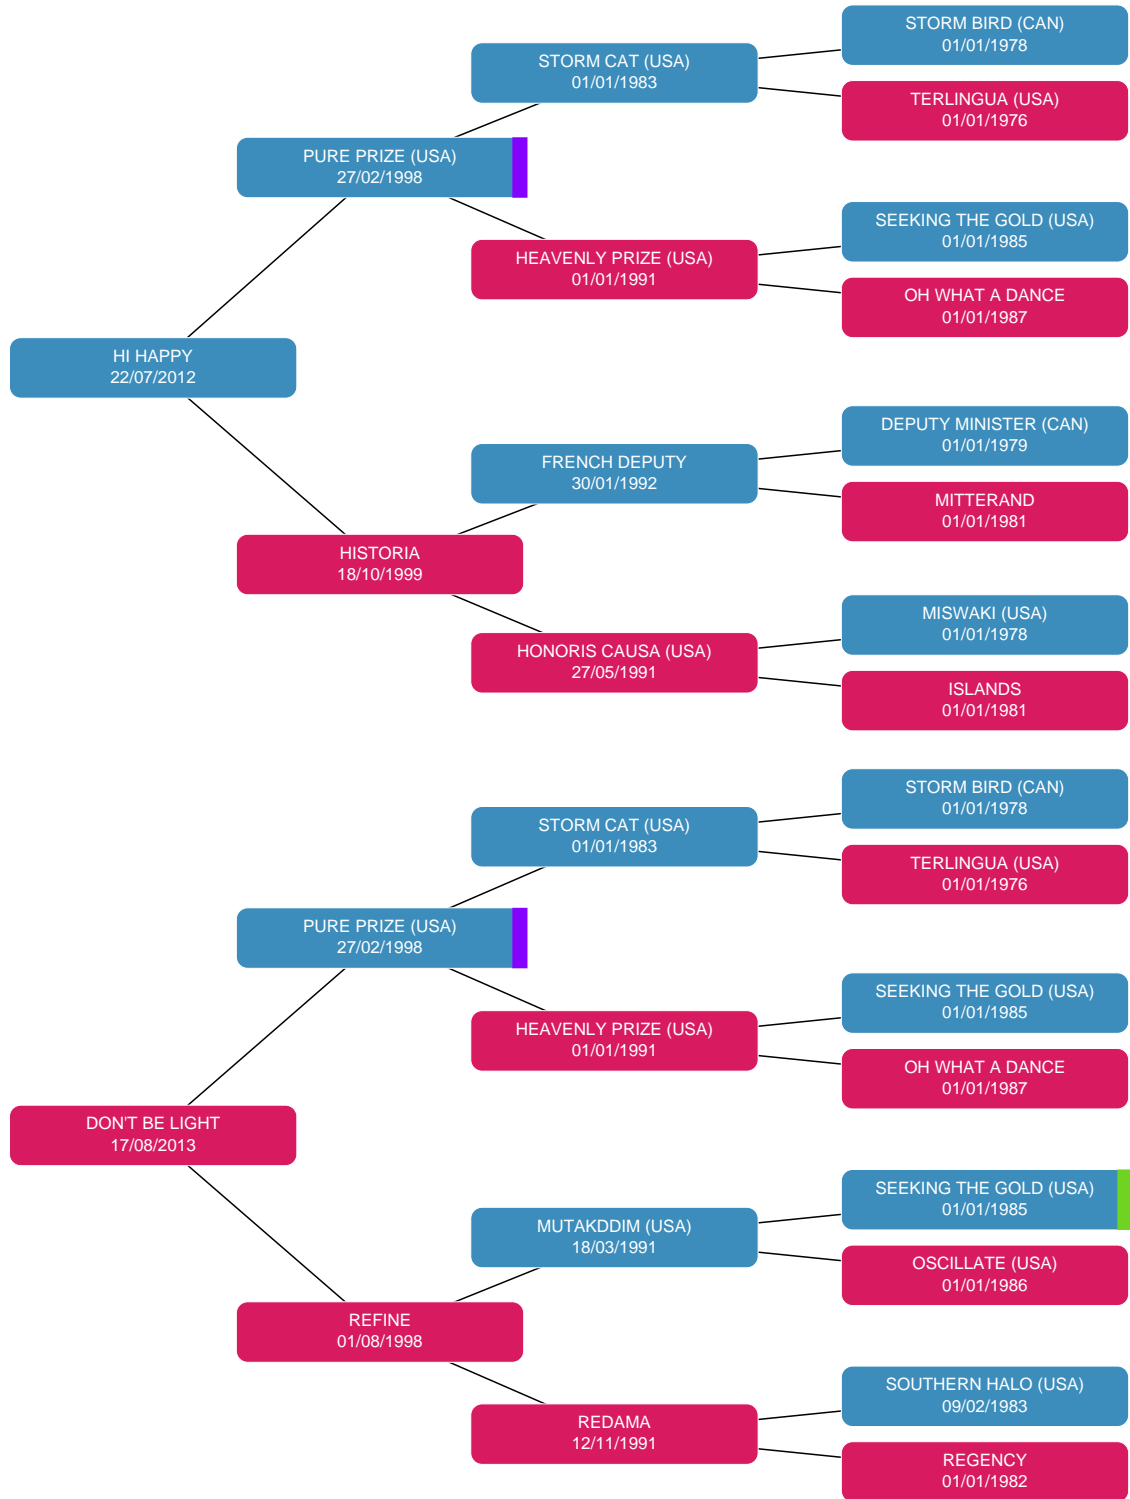 STORM BIRD (CAN)
01/01/1978
STORM CAT (USA)
01/01/1983
TERLINGUA (USA)
01/01/1976
PURE PRIZE (USA)
27/02/1998
SEEKING THE GOLD (USA)
01/01/1985
HEAVENLY PRIZE (USA)
01/01/1991
OH WHAT A DANCE
01/01/1987
HI HAPPY
22/07/2012
DEPUTY MINISTER (CAN)
01/01/1979
FRENCH DEPUTY
30/01/1992
MITTERAND
01/01/1981
HISTORIA
18/10/1999
MISWAKI (USA)
01/01/1978
HONORIS CAUSA (USA)
27/05/1991
ISLANDS
01/01/1981
STORM BIRD (CAN)
01/01/1978
STORM CAT (USA)
01/01/1983
TERLINGUA (USA)
01/01/1976
PURE PRIZE (USA)
27/02/1998
SEEKING THE GOLD (USA)
01/01/1985
HEAVENLY PRIZE (USA)
01/01/1991
OH WHAT A DANCE
01/01/1987
DON'T BE LIGHT
17/08/2013
SEEKING THE GOLD (USA)
01/01/1985
MUTAKDDIM (USA)
18/03/1991
OSCILLATE (USA)
01/01/1986
REFINE
01/08/1998
SOUTHERN HALO (USA)
09/02/1983
REDAMA
12/11/1991
REGENCY
01/01/1982